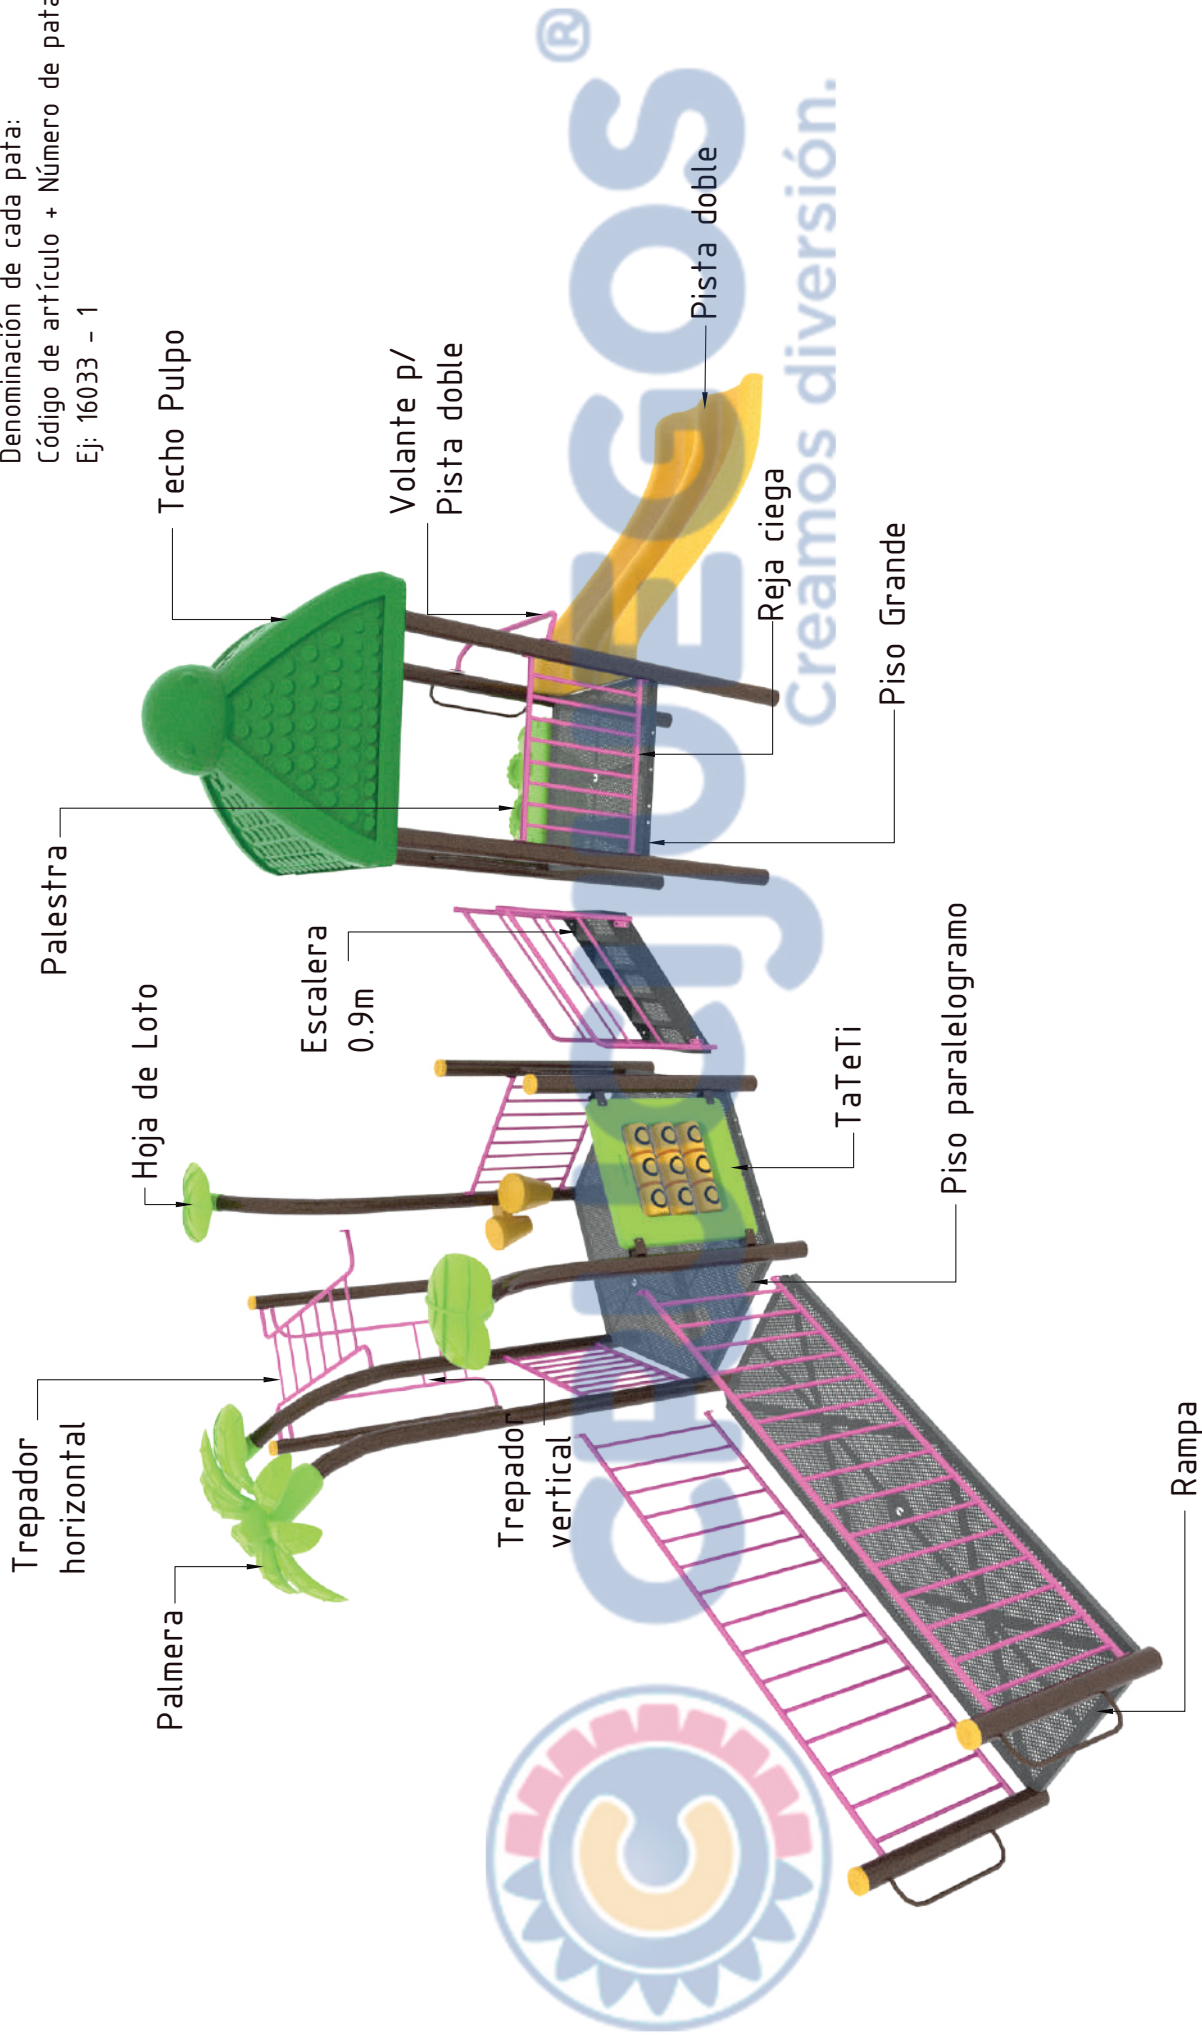 Denominación de cada pata:
Código de artículo + Número de pata
Ej: 16033 - 1
Trepador
horizontal
Palmera
Hoja de Loto
Palestra
Techo Pulpo
Escalera
0.9m
Volante p/
Pista doble
Pista doble
Trepador
vertical
Reja ciega
TaTeTi
Piso Grande
Piso paralelogramo
Rampa
CRUCIJUEGOS®
Creamos diversión.